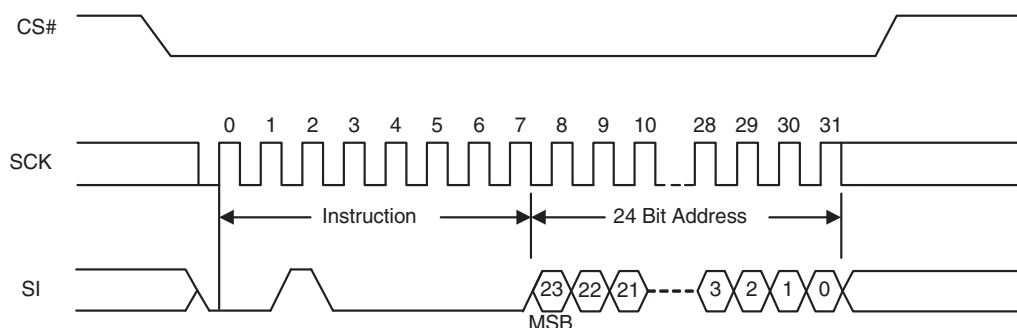 CS#
0 1 2 3 4 5 6 7 8 9 10 28 29 30 31
SCK
Instruction 24 Bit Address
SI 23 22 21 3 2 1 0
MSB